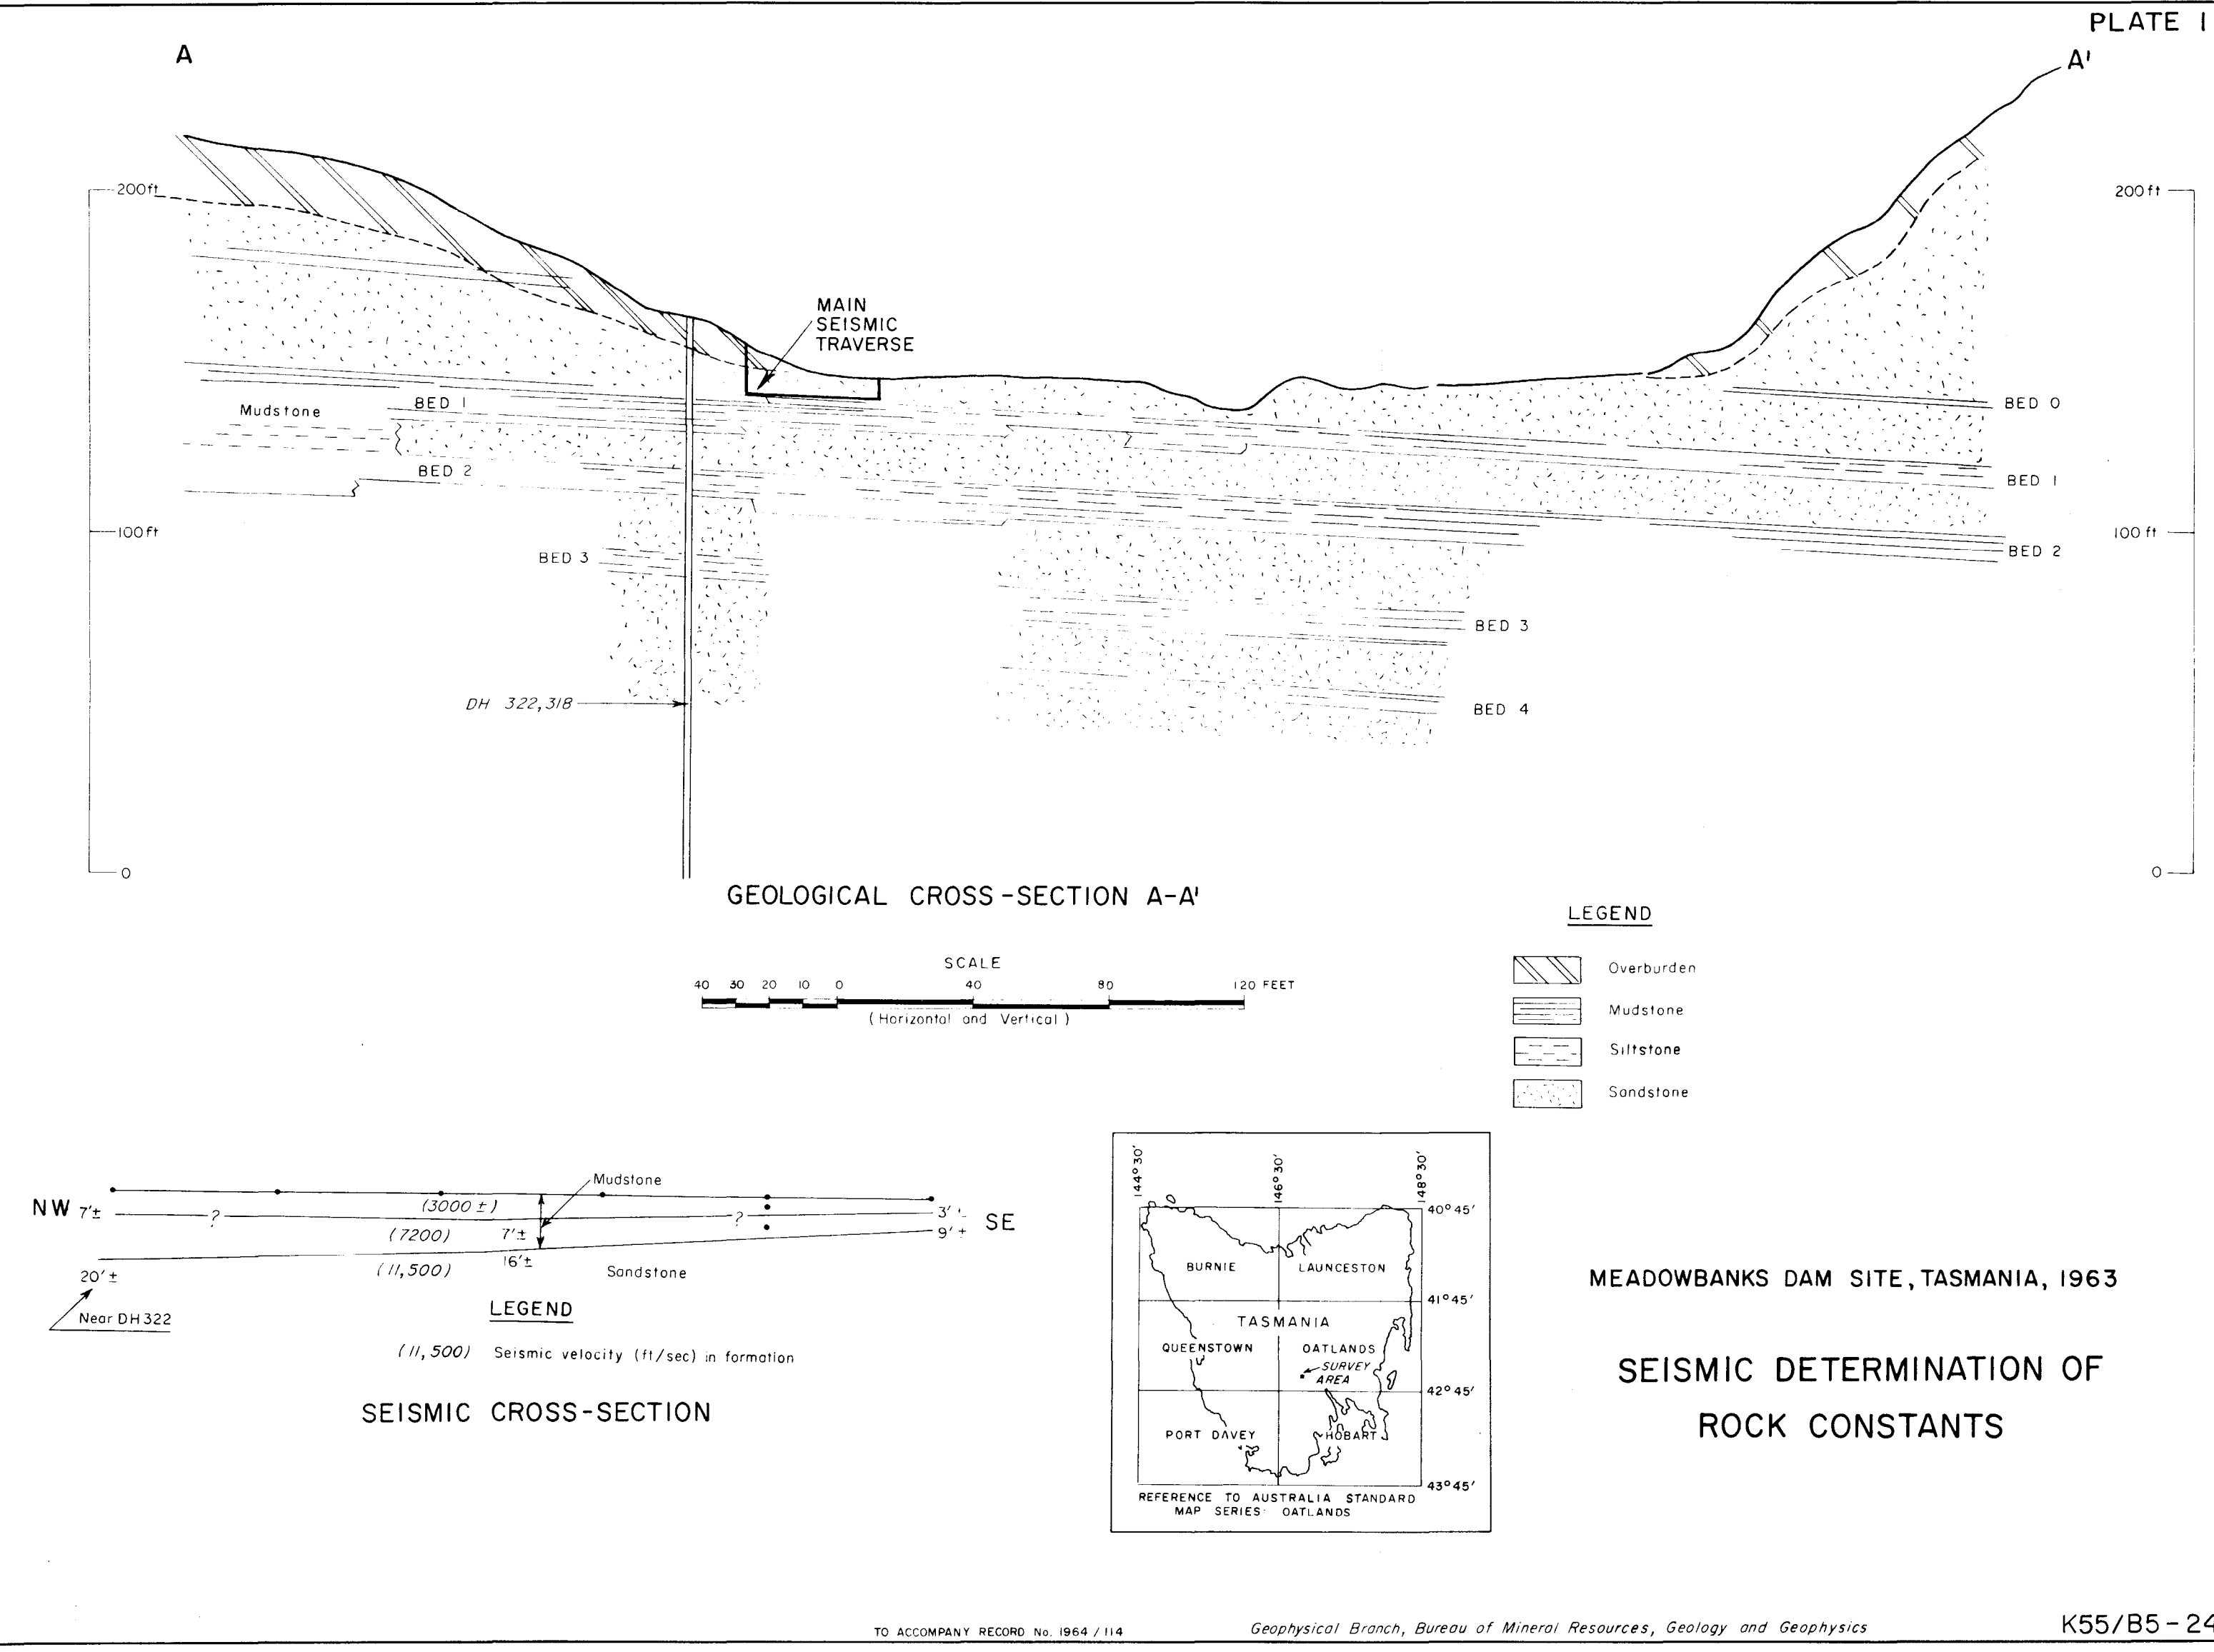 PLATE 1
A
A'
MAIN
SEISMIC
TRAVERSE
200ft
200ft
BED 0
Mudstone
BED 1
BED 1
BED 2
BED 2
100ft
100ft
BED 3
BED 3
DH 322,318
BED 4
0
0
GEOLOGICAL CROSS-SECTION A-A'
SCALE
40 30 20 10 0 40 80 120 FEET
(Horizontal and Vertical)
LEGEND
Overburden
Mudstone
Siltstone
Sandstone
Mudstone
NW 7'± ? (3000 ±) ? 3'± SE
(7200) 7'± 9'±
20'± (11,500) 16'± Sandstone
Near DH322
LEGEND
(11,500) Seismic velocity (ft/sec) in formation
SEISMIC CROSS-SECTION
144°30' 146°30' 148°30'
40°45'
BURNIE LAUNCESTON
41°45'
TASMANIA
QUEENSTOWN OATLANDS
SURVEY
AREA
42°45'
PORT DAVEY HOBART
43°45'
REFERENCE TO AUSTRALIA STANDARD
MAP SERIES: OATLANDS
MEADOWBANKS DAM SITE, TASMANIA, 1963
SEISMIC DETERMINATION OF
ROCK CONSTANTS
TO ACCOMPANY RECORD No. 1964/114
Geophysical Branch, Bureau of Mineral Resources, Geology and Geophysics
K55/B5-24